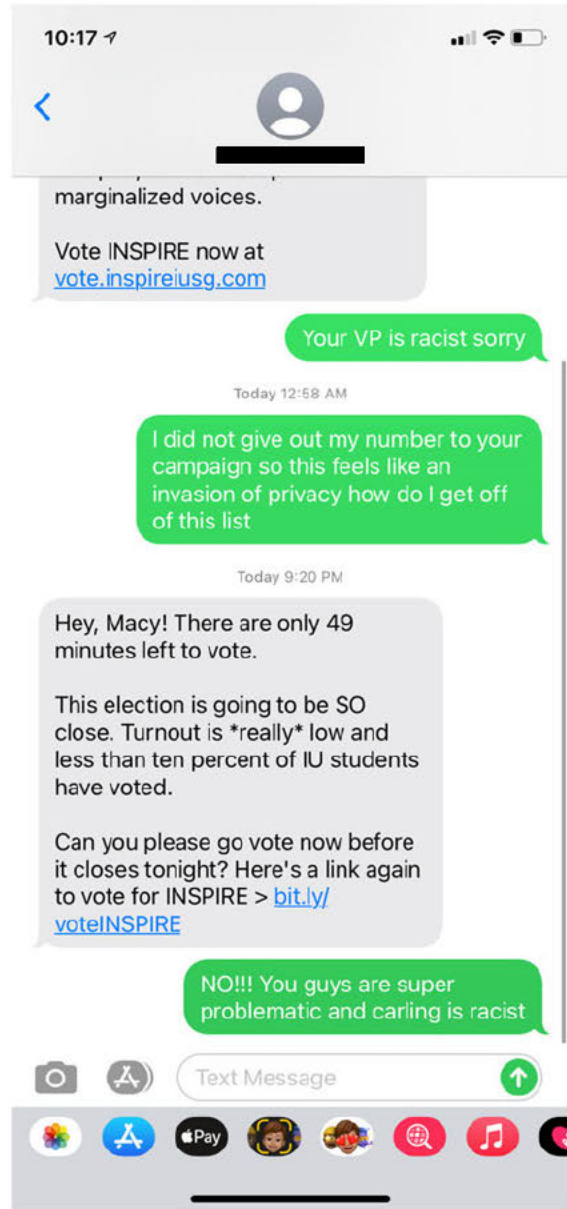 10:17
marginalized voices.
Vote INSPIRE now at
vote.inspireiusg.com
Your VP is racist sorry
Today 12:58 AM
I did not give out my number to your
campaign so this feels like an
invasion of privacy how do I get off
of this list
Today 9:20 PM
Hey, Macy! There are only 49
minutes left to vote.
This election is going to be SO
close. Turnout is *really* low and
less than ten percent of IU students
have voted.
Can you please go vote now before
it closes tonight? Here's a link again
to vote for INSPIRE > bit.ly/
voteINSPIRE
NO!!! You guys are super
problematic and carling is racist
Text Message
Pay